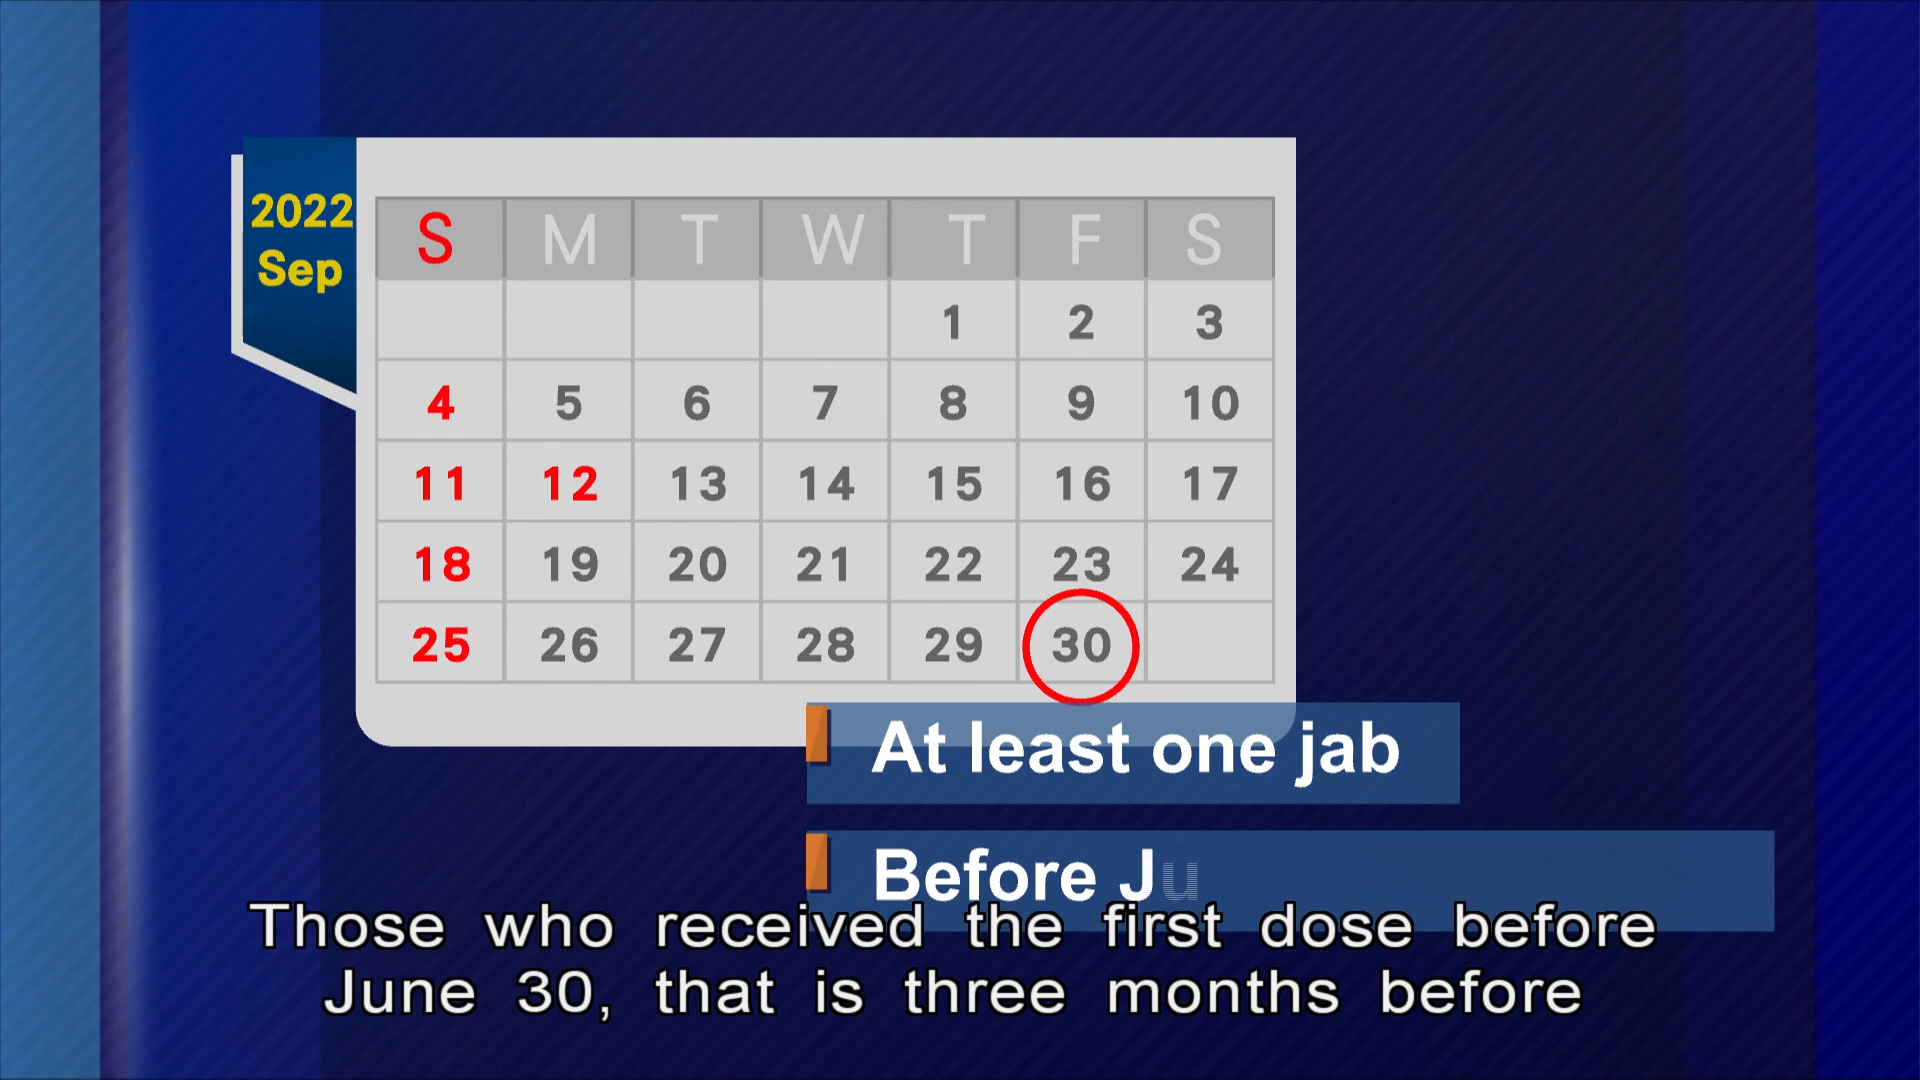 2022
Sep
S M T W T F S
1 2 3
4 5 6 7 8 9 10
11 12 13 14 15 16 17
18 19 20 21 22 23 24
25 26 27 28 29 30
At least one jab
Before Ju
Those who received the first dose before
June 30, that is three months before